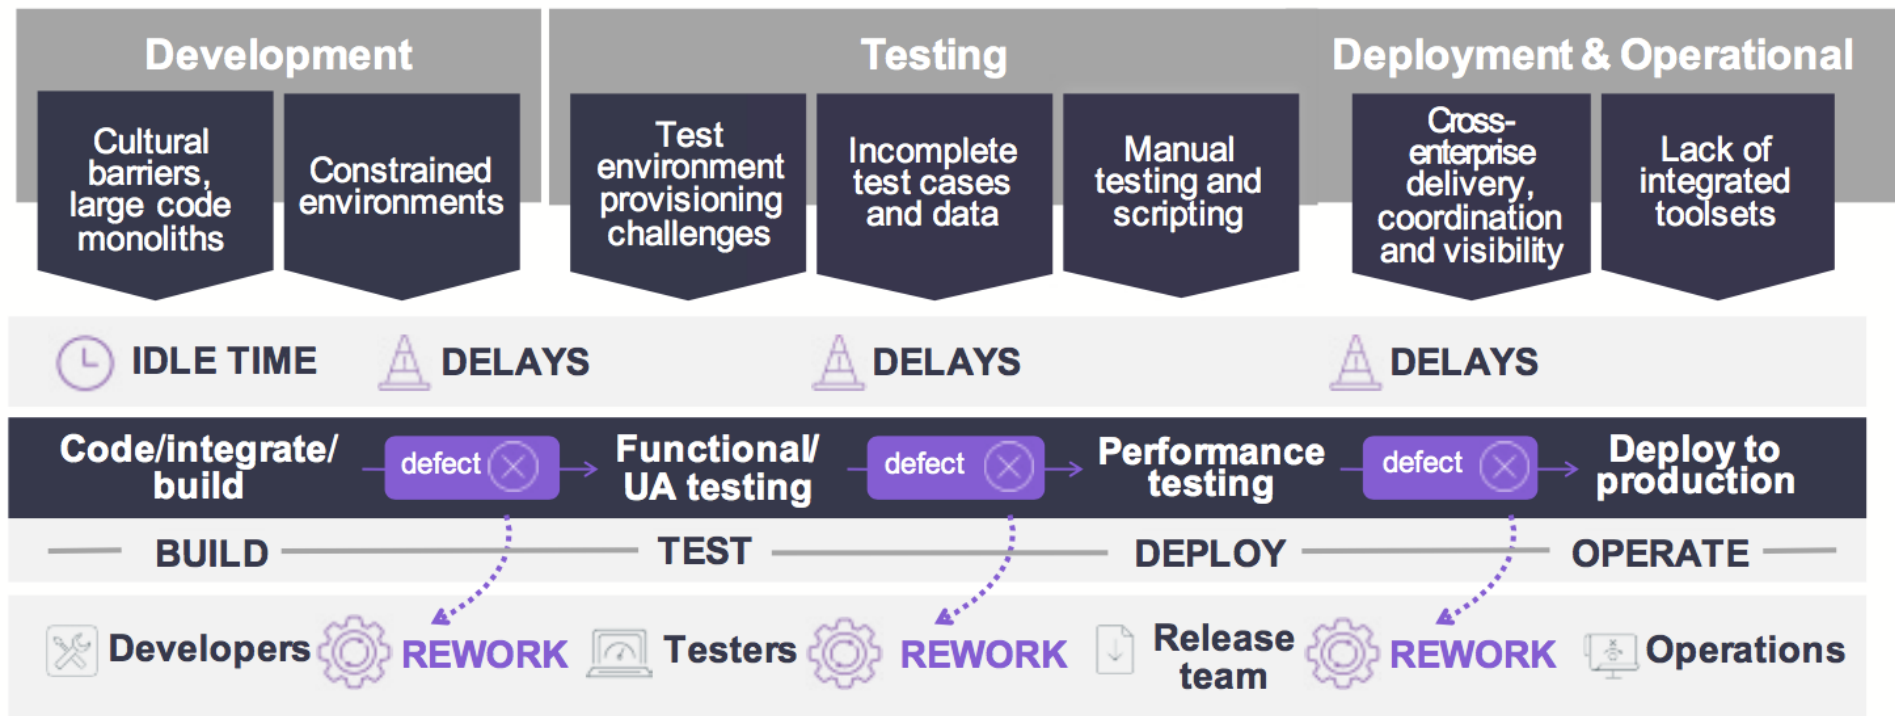 Development
Testing
Deployment & Operational
Cultural
barriers,
large code
monoliths
Constrained
environments
Test
environment
provisioning
challenges
Incomplete
test cases
and data
Manual
testing and
scripting
Cross-
enterprise
delivery,
coordination
and visibility
Lack of
integrated
toolsets
IDLE TIME
DELAYS
DELAYS
DELAYS
Code/integrate/
build
defect
Functional/
UA testing
defect
Performance
testing
defect
Deploy to
production
BUILD
TEST
DEPLOY
OPERATE
Developers
REWORK
Testers
REWORK
Release
team
REWORK
Operations